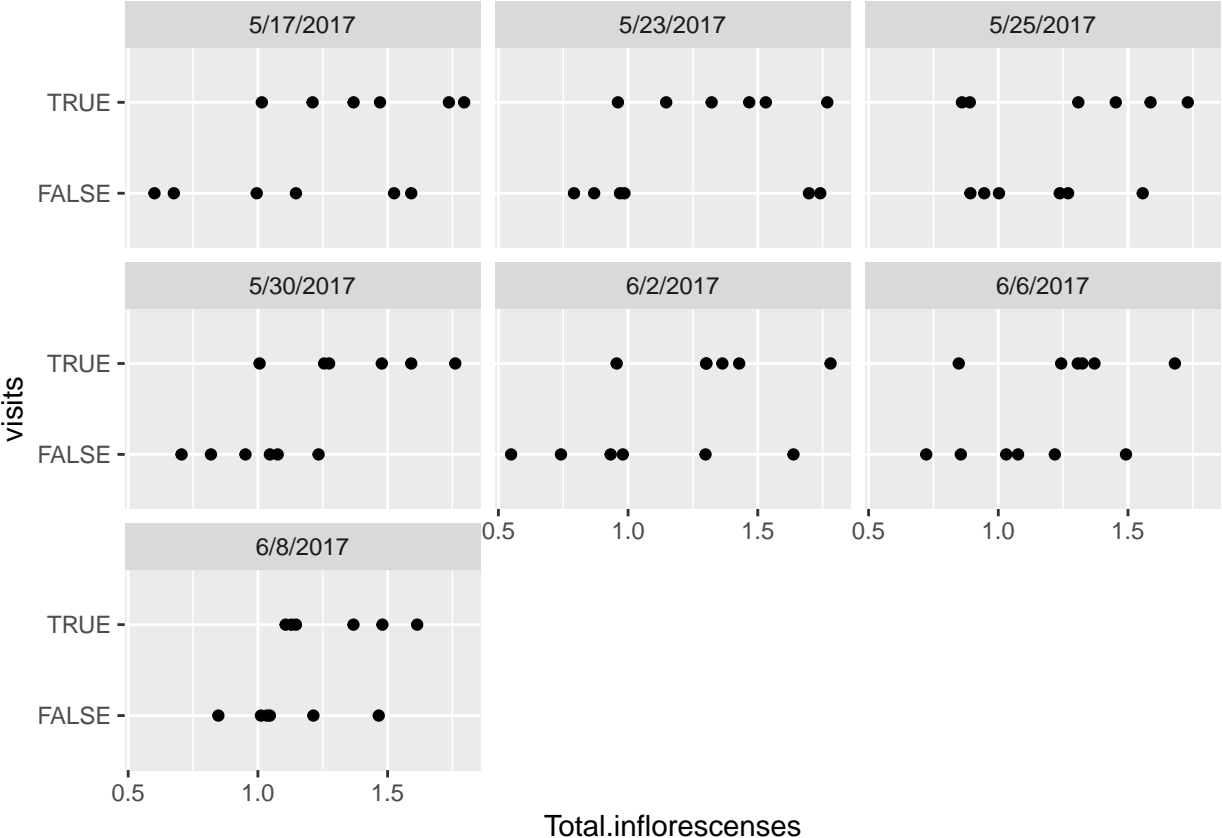 5/17/2017 5/23/2017 5/25/2017
TRUE
FALSE
5/30/2017 6/2/2017 6/6/2017
TRUE
FALSE
visits
0.5 1.0 1.5 0.5 1.0 1.5
6/8/2017
TRUE
FALSE
0.5 1.0 1.5
Total.inflorescenses